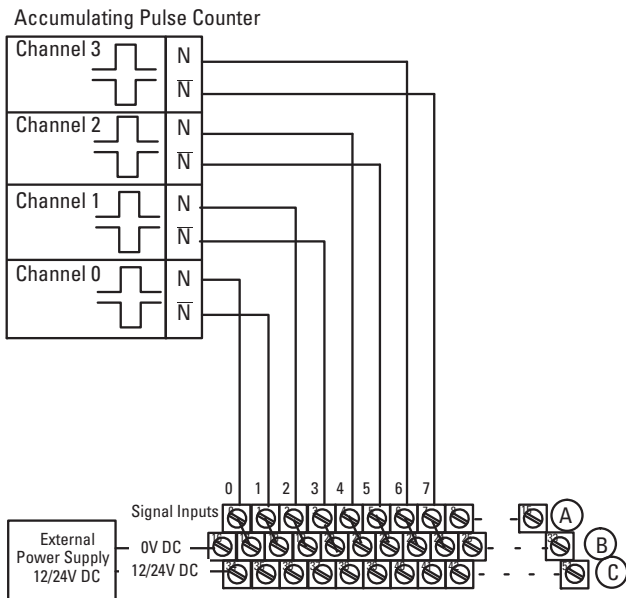 Accumulating Pulse Counter
Channel 3
N
N̅
Channel 2
N
N̅
Channel 1
N
N̅
Channel 0
N
N̅
0 1 2 3 4 5 6 7
Signal Inputs
A
External
Power Supply
12/24V DC
0V DC
B
12/24V DC
C